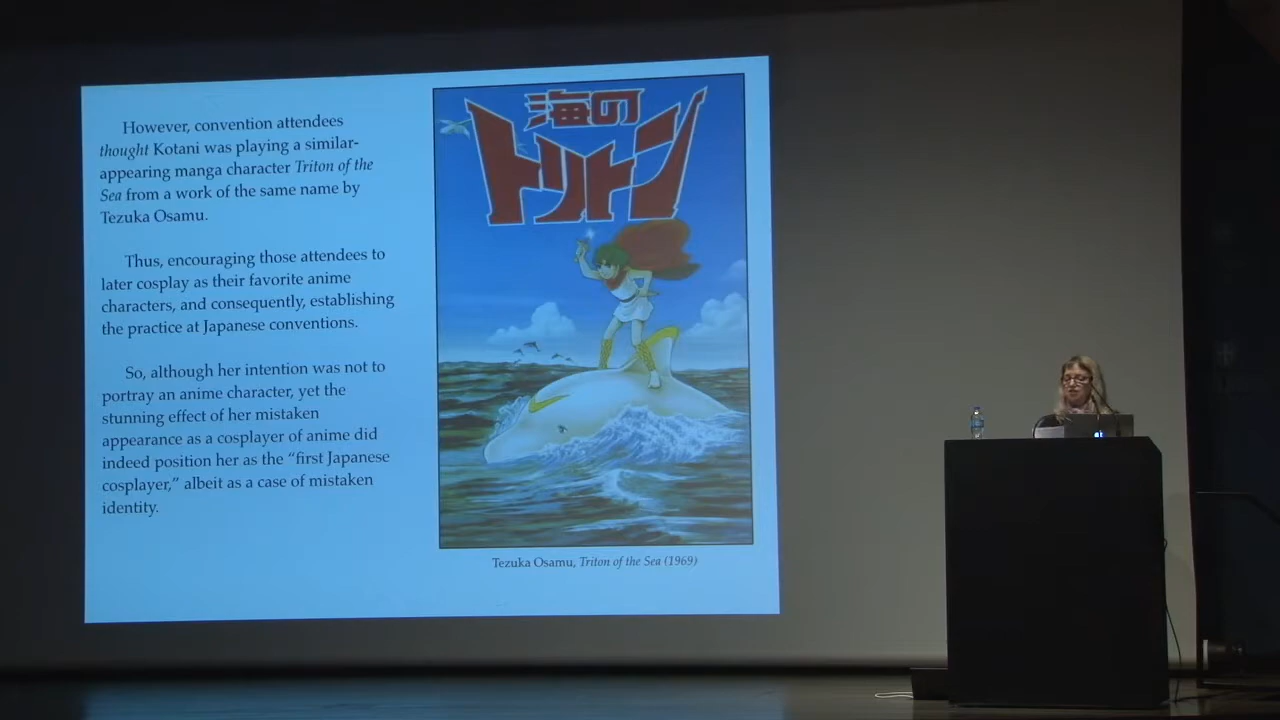 However, convention attendees
thought Kotani was playing a similar-
appearing manga character Triton of the
Sea from a work of the same name by
Tezuka Osamu.
Thus, encouraging those attendees to
later cosplay as their favorite anime
characters, and consequently, establishing
the practice at Japanese conventions.
So, although her intention was not to
portray an anime character, yet the
stunning effect of her mistaken
appearance as a cosplayer of anime did
indeed position her as the “first Japanese
cosplayer,” albeit as a case of mistaken
identity.
海の
トリトン
Tezuka Osamu, Triton of the Sea (1969)